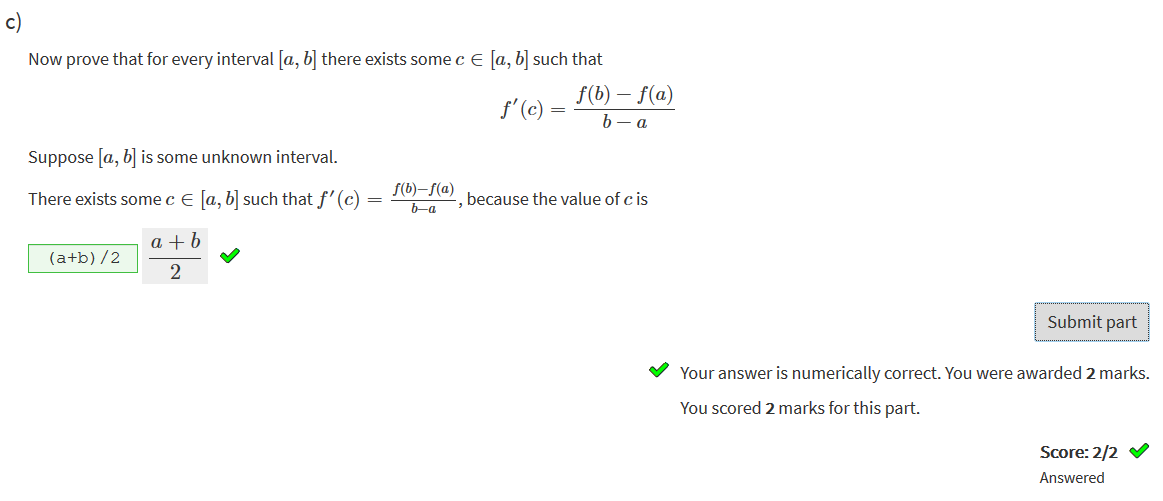 c)
Now prove that for every interval [a, b] there exists some c ∈ [a, b] such that
f′(c) = \frac{f(b) − f(a)}{b − a}
Suppose [a, b] is some unknown interval.
There exists some c ∈ [a, b] such that f′(c) = \frac{f(b)−f(a)}{b−a}, because the value of c is
(a+b)/2 \frac{a + b}{2}
Submit part
Your answer is numerically correct. You were awarded 2 marks.
You scored 2 marks for this part.
Score: 2/2
Answered